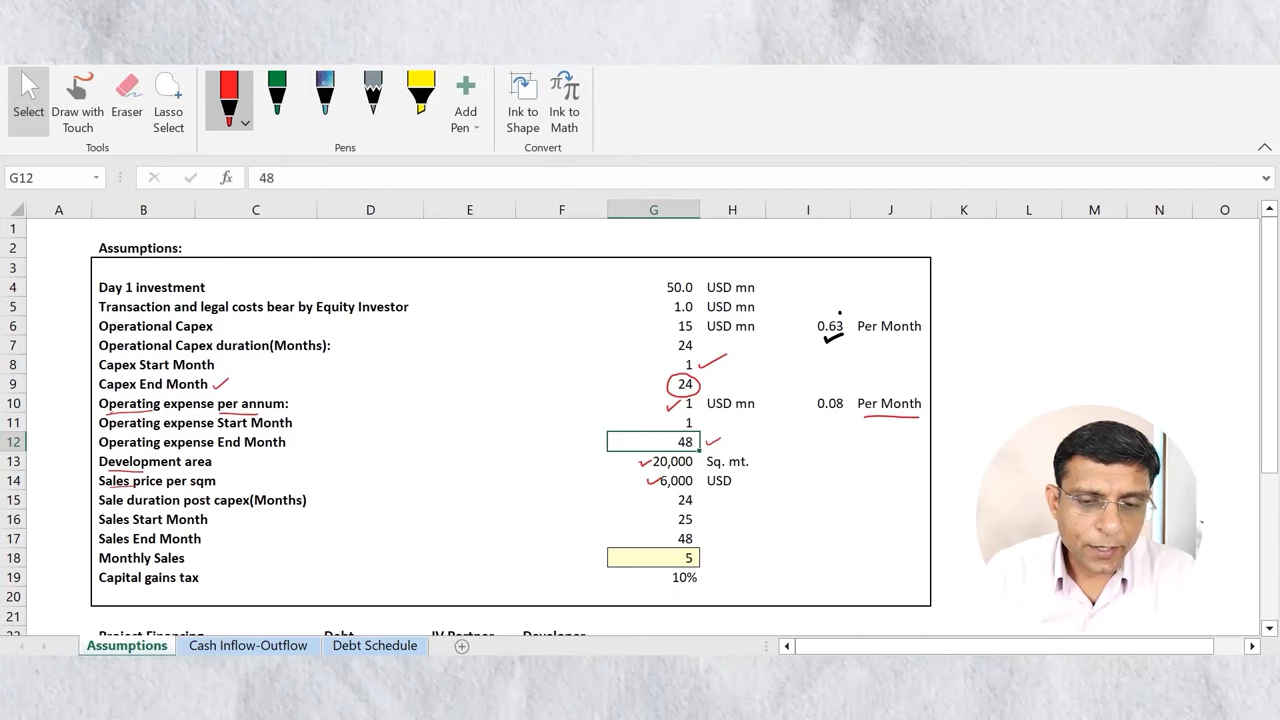 Select
Draw with Touch
Eraser
Lasso Select
Add Pen
Ink to Shape
Ink to Math
Tools
Pens
Convert
G12
fx
48
A B C D E F G H I J K L M N O
1
2 Assumptions:
3
4 Day 1 investment 50.0 USD mn
5 Transaction and legal costs bear by Equity Investor 1.0 USD mn
6 Operational Capex 15 USD mn 0.63 Per Month
7 Operational Capex duration(Months): 24
8 Capex Start Month 1
9 Capex End Month 24
10 Operating expense per annum: 1 USD mn 0.08 Per Month
11 Operating expense Start Month 1
12 Operating expense End Month 48
13 Development area 20,000 Sq. mt.
14 Sales price per sqm 6,000 USD
15 Sale duration post capex(Months) 24
16 Sales Start Month 25
17 Sales End Month 48
18 Monthly Sales 5
19 Capital gains tax 10%
20
21
22 Project Financing Debt JV Partner Developer
Assumptions
Cash Inflow-Outflow
Debt Schedule